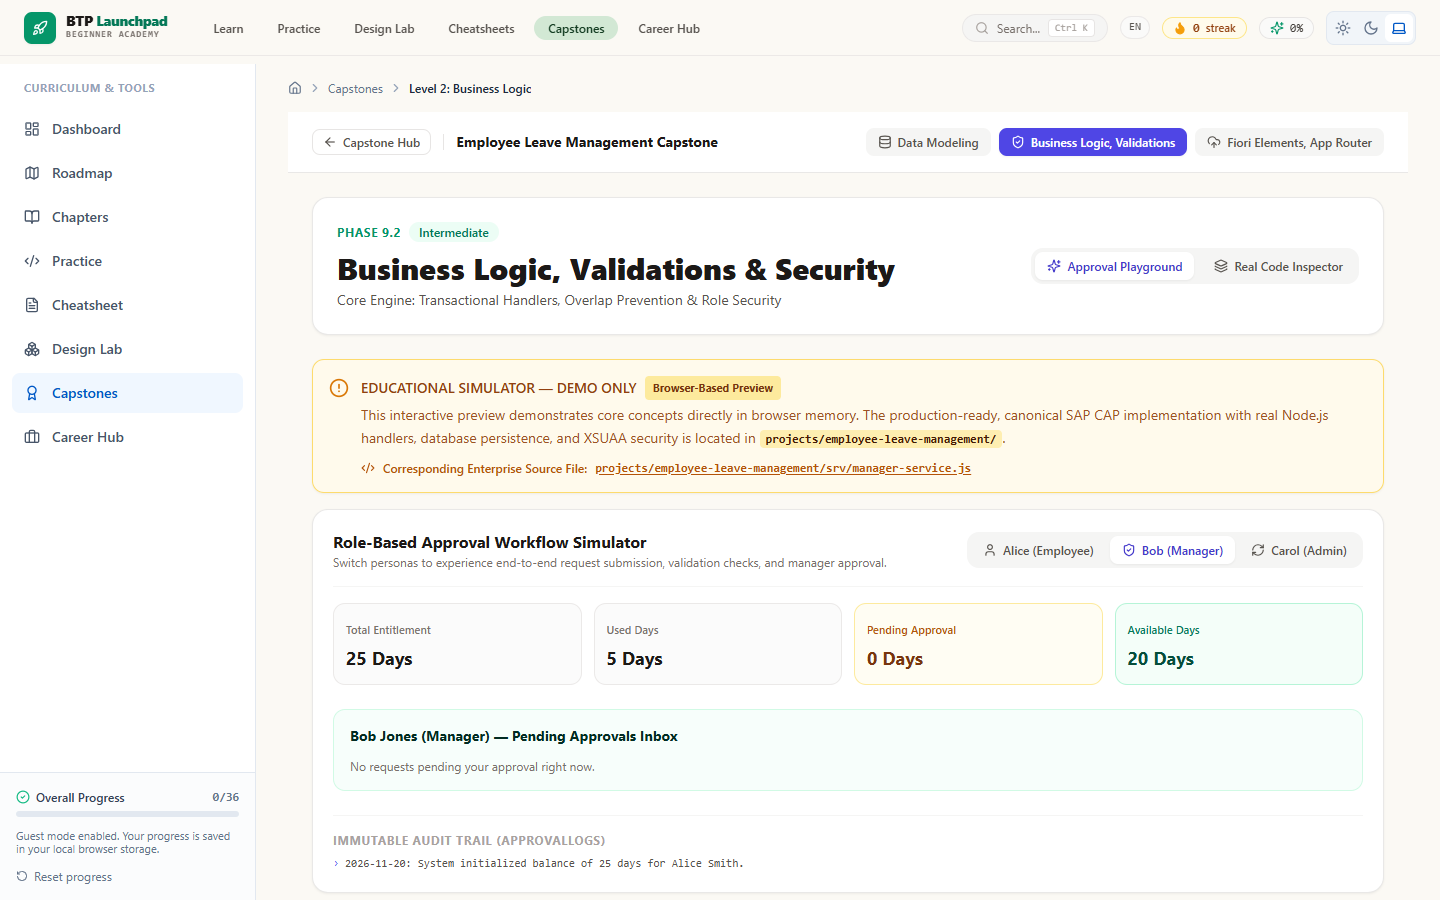 BTP Launchpad
BEGINNER ACADEMY
Learn
Practice
Design Lab
Cheatsheets
Capstones
Career Hub
Search...
Ctrl K
EN
0 streak
0%
CURRICULUM & TOOLS
Dashboard
Roadmap
Chapters
Practice
Cheatsheet
Design Lab
Capstones
Career Hub
Overall Progress
0/36
Guest mode enabled. Your progress is saved
in your local browser storage.
Reset progress
Capstones
Level 2: Business Logic
Capstone Hub
Employee Leave Management Capstone
Data Modeling
Business Logic, Validations
Fiori Elements, App Router
PHASE 9.2
Intermediate
Business Logic, Validations & Security
Core Engine: Transactional Handlers, Overlap Prevention & Role Security
Approval Playground
Real Code Inspector
EDUCATIONAL SIMULATOR — DEMO ONLY
Browser-Based Preview
This interactive preview demonstrates core concepts directly in browser memory. The production-ready, canonical SAP CAP implementation with real Node.js
handlers, database persistence, and XSUAA security is located in projects/employee-leave-management/ .
Corresponding Enterprise Source File: projects/employee-leave-management/srv/manager-service.js
Role-Based Approval Workflow Simulator
Switch personas to experience end-to-end request submission, validation checks, and manager approval.
Alice (Employee)
Bob (Manager)
Carol (Admin)
Total Entitlement
25 Days
Used Days
5 Days
Pending Approval
0 Days
Available Days
20 Days
Bob Jones (Manager) — Pending Approvals Inbox
No requests pending your approval right now.
IMMUTABLE AUDIT TRAIL (APPROVALLOGS)
› 2026-11-20: System initialized balance of 25 days for Alice Smith.